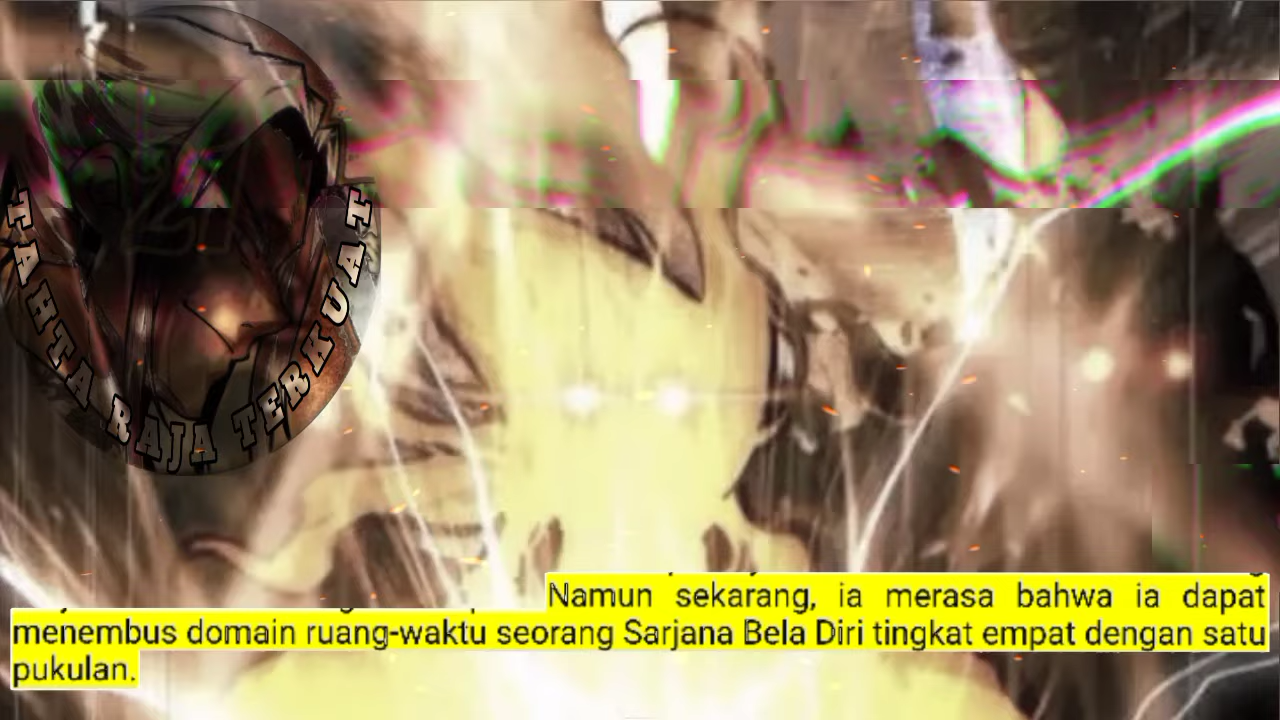 TAHTA RAJA TERKUAT
Namun sekarang, ia merasa bahwa ia dapat
menembus domain ruang-waktu seorang Sarjana Bela Diri tingkat empat dengan satu
pukulan.